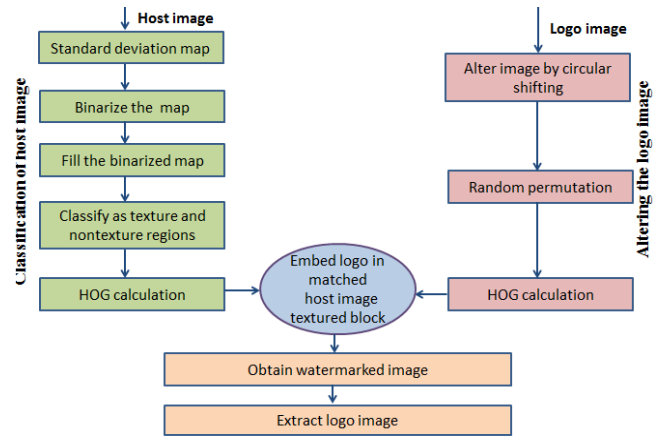 Host image
Standard deviation map
Binarize the map
Fill the binarized map
Classify as texture and
nontexture regions
HOG calculation
Classification of host image
Logo image
Alter image by circular
shifting
Random permutation
HOG calculation
Altering the logo image
Embed logo in
matched
host image
textured block
Obtain watermarked image
Extract logo image